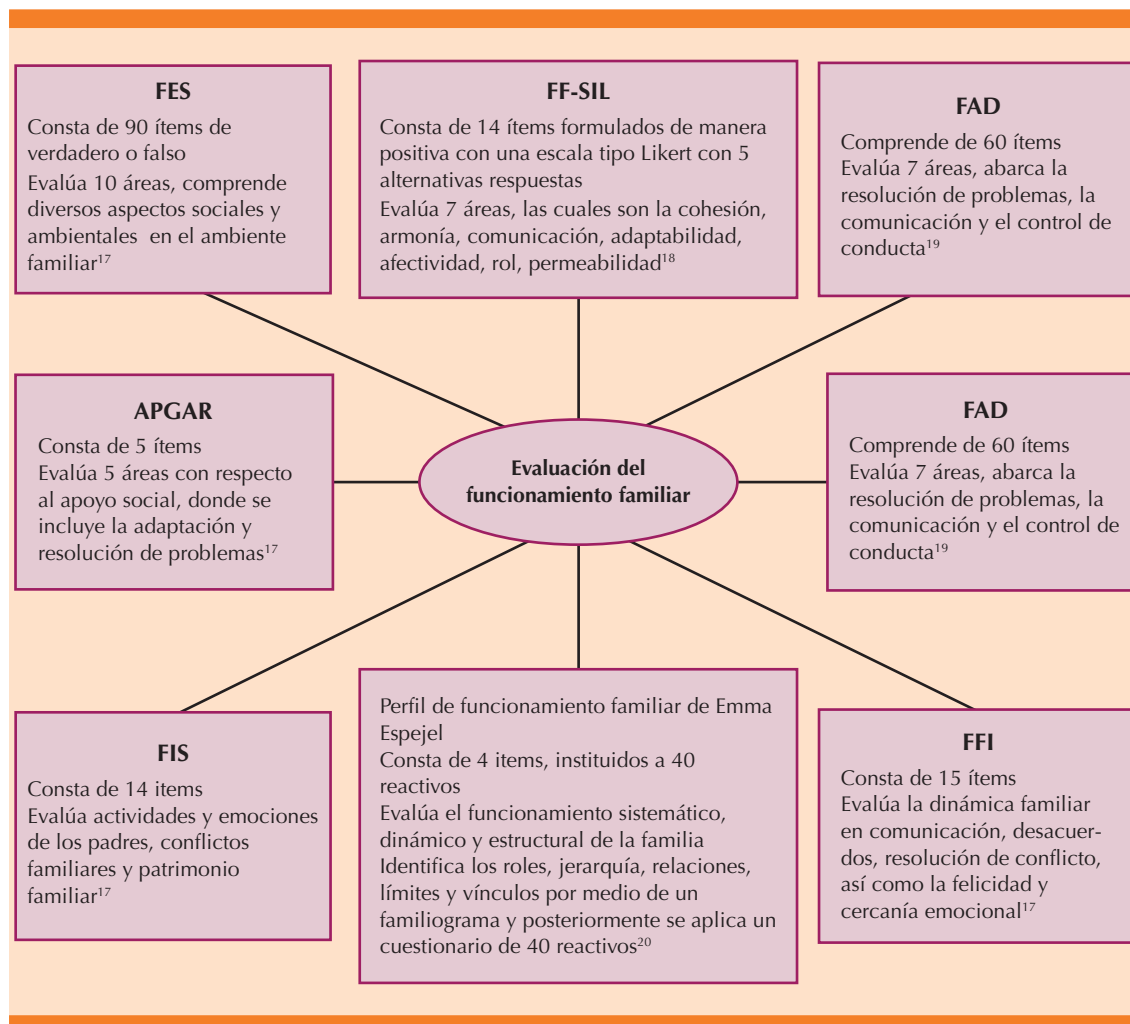 FES
Consta de 90 ítems de
verdadero o falso
Evalúa 10 áreas, comprende
diversos aspectos sociales y
ambientales en el ambiente
familiar17
FF-SIL
Consta de 14 ítems formulados de manera
positiva con una escala tipo Likert con 5
alternativas respuestas
Evalúa 7 áreas, las cuales son la cohesión,
armonía, comunicación, adaptabilidad,
afectividad, rol, permeabilidad18
FAD
Comprende de 60 ítems
Evalúa 7 áreas, abarca la
resolución de problemas, la
comunicación y el control de
conducta19
APGAR
Consta de 5 ítems
Evalúa 5 áreas con respecto
al apoyo social, donde se
incluye la adaptación y
resolución de problemas17
Evaluación del
funcionamiento familiar
FAD
Comprende de 60 ítems
Evalúa 7 áreas, abarca la
resolución de problemas, la
comunicación y el control de
conducta19
FIS
Consta de 14 items
Evalúa actividades y emociones
de los padres, conflictos
familiares y patrimonio
familiar17
Perfil de funcionamiento familiar de Emma
Espejel
Consta de 4 items, instituidos a 40
reactivos
Evalúa el funcionamiento sistemático,
dinámico y estructural de la familia
Identifica los roles, jerarquía, relaciones,
límites y vínculos por medio de un
familiograma y posteriormente se aplica un
cuestionario de 40 reactivos20
FFI
Consta de 15 ítems
Evalúa la dinámica familiar
en comunicación, desacuer-
dos, resolución de conflicto,
así como la felicidad y
cercanía emocional17